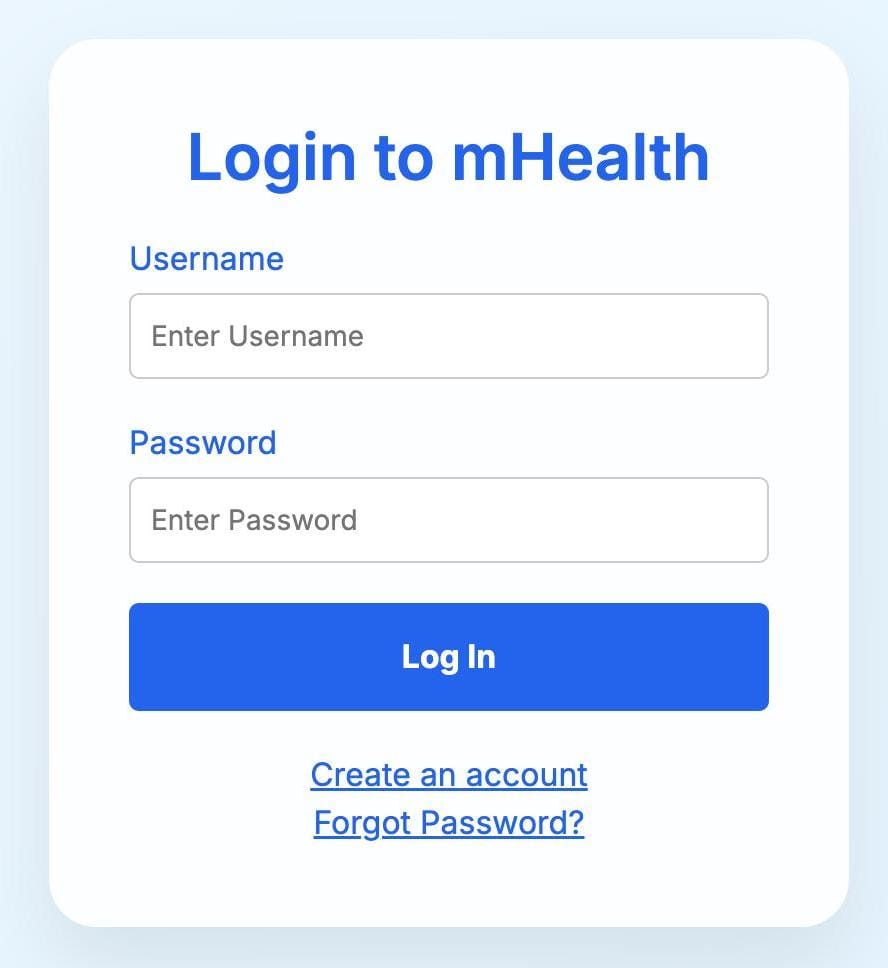 Login to mHealth
Username
Enter Username
Password
Enter Password
Log In
Create an account
Forgot Password?